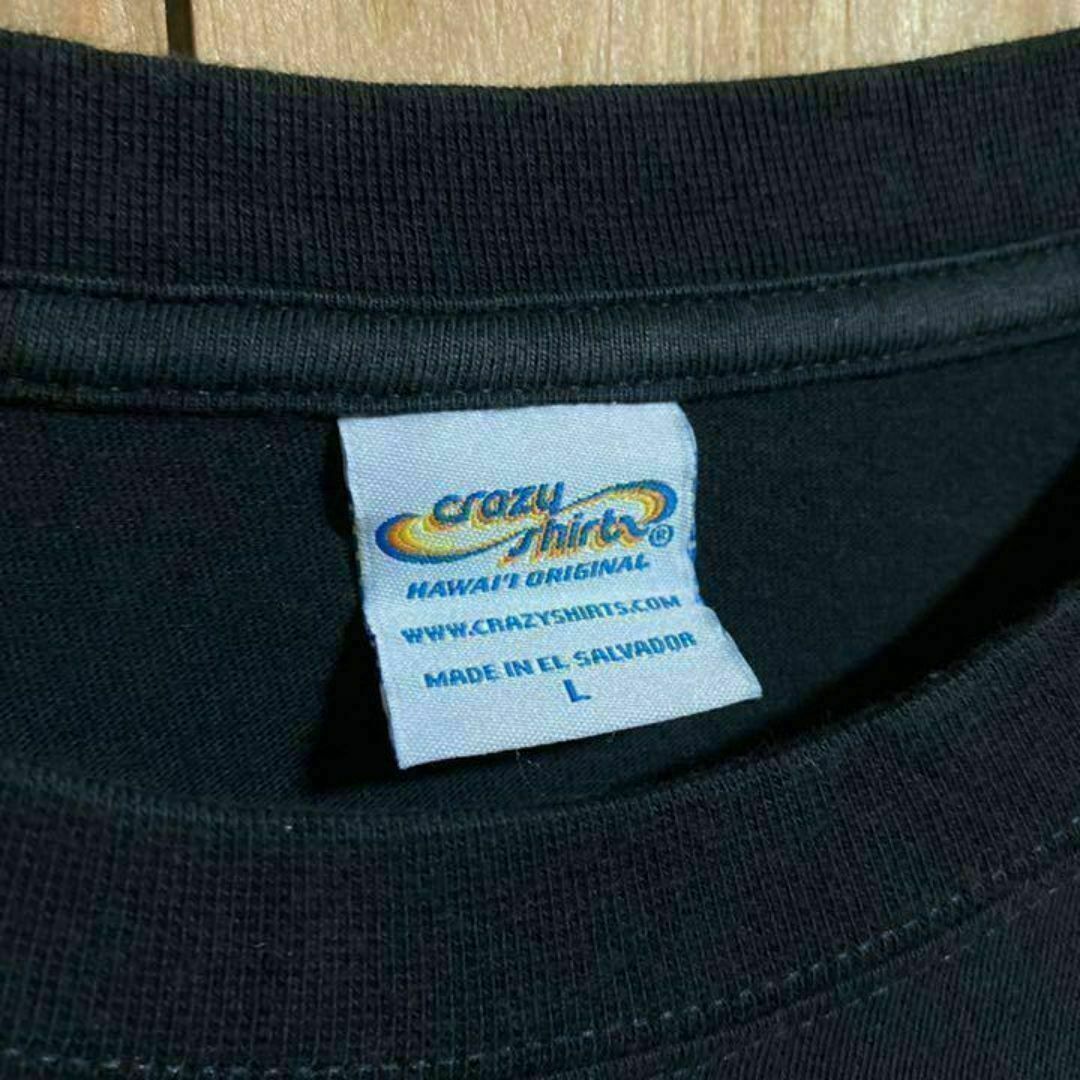 crazy
shirts®
HAWAI'I ORIGINAL
WWW.CRAZYSHIRTS.COM
MADE IN EL SALVADOR
L